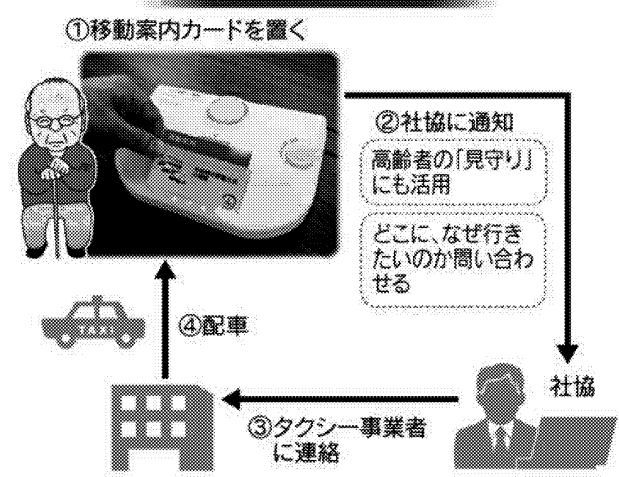 ①移動案内カードを置く
②社協に通知
高齢者の「見守り」
にも活用
どこに、なぜ行き
たいのか問い合わ
せる
④配車
TAXI
社協
③タクシー事業者
に連絡